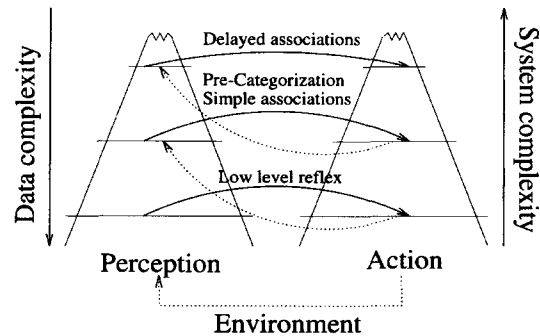 Delayed associations
Pre-Categorization
Simple associations
Low level reflex
Data complexity
System complexity
Perception
Action
Environment